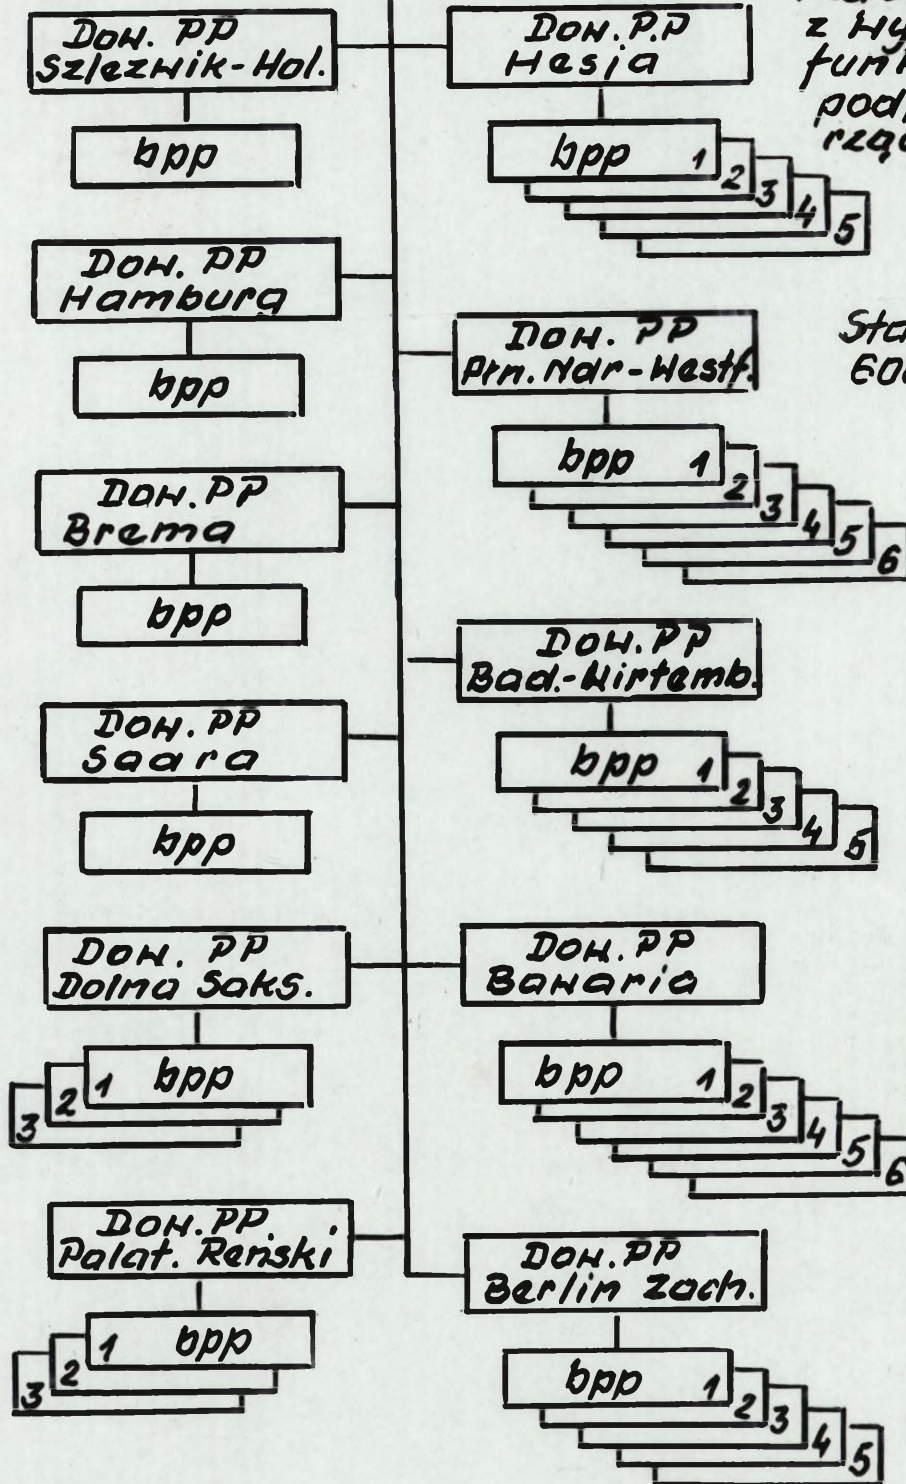 Dow. PP
Szlezwik-Hol.
bpp
Dow. P.P
Hesja
bpp 1
2
3
4
5
z
Dow. PP
Hamburg
bpp
Dow. PP
Płn. Ndr-Westf.
bpp 1
2
3
4
5
6
Dow. PP
Brema
bpp
Dow. PP
Bad.-Wirtemb.
bpp 1
2
3
4
5
Dow. PP
Saara
bpp
Dow. PP
Dolna Saks.
1 bpp
2
3
Dow. PP
Bawaria
bpp 1
2
3
4
5
6
Dow. PP
Palat. Reński
1 bpp
2
3
Dow. PP
Berlin Zach.
bpp 1
2
3
4
5